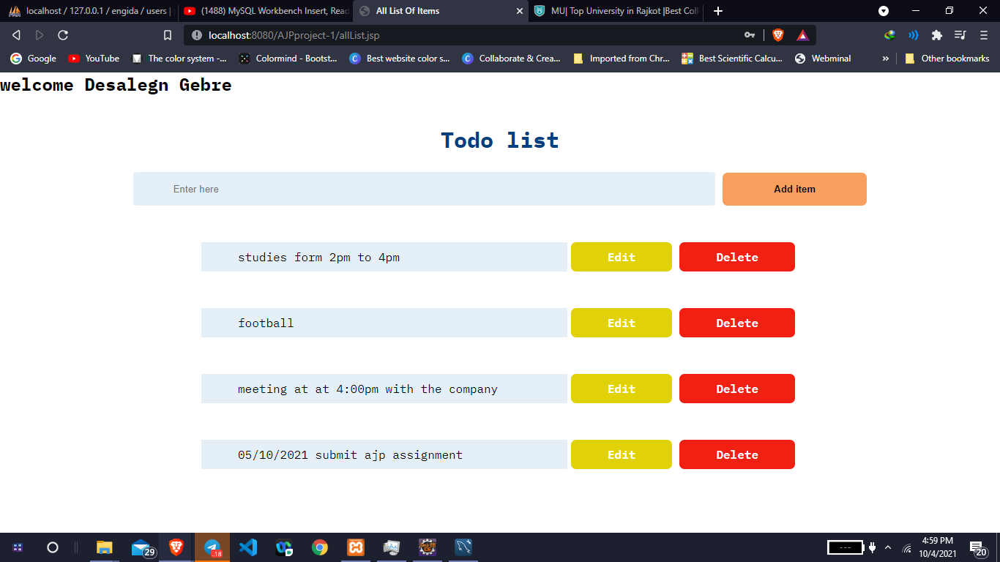 localhost / 127.0.0.1 / engida / users |
(1488) MySQL Workbench Insert, Read
All List Of Items
MU| Top University in Rajkot |Best Coll
localhost:8080/AJPproject-1/allList.jsp
Google
YouTube
The color system -...
Colormind - Bootst...
Best website color s...
Collaborate & Crea...
Imported from Chr...
Best Scientific Calcu...
Webminal
»
Other bookmarks
welcome Desalegn Gebre
Todo list
Enter here
Add item
studies form 2pm to 4pm
Edit
Delete
football
Edit
Delete
meeting at at 4:00pm with the company
Edit
Delete
05/10/2021 submit ajp assignment
Edit
Delete
29
..18
4:59 PM
10/4/2021
20